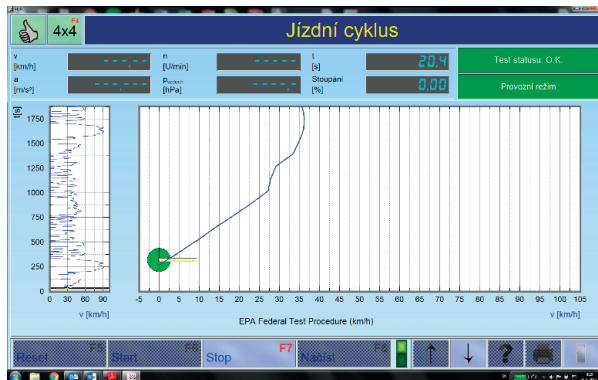 F4
4x4
Jízdní cyklus
v [km/h] ---,-
n [U/min] ----
t [s] 20,4
Test statusu: O.K.
a [m/s²] --,--
[hPa] ----,-
Stoupání [%] 0,00
Provozní režim
t[s]
1750
1500
1250
1000
750
500
250
0
0 30 60 90
v [km/h]
-5 0 5 10 15 20 25 30 35 40 45 50 55 60 65 70 75 80 85 90 95 100 105
EPA Federal Test Procedure (km/h)
v [km/h]
Reset F5
Start F6
Stop F7
Načíst F8
?